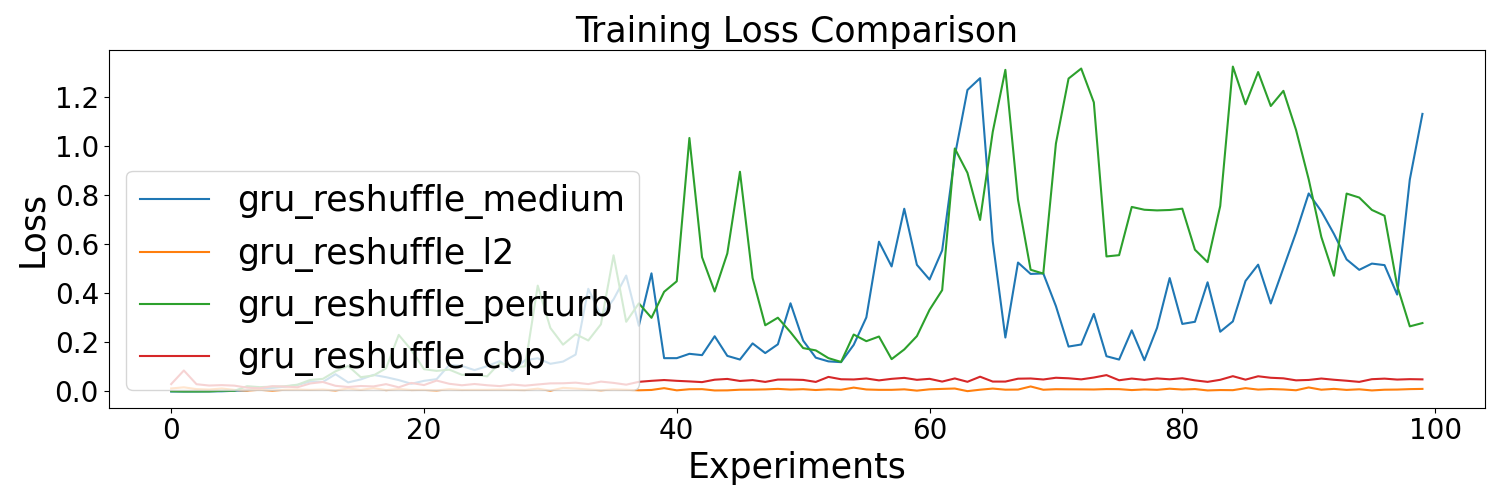 Training Loss Comparison
Loss
1.2
1.0
0.8
0.6
0.4
0.2
0.0
gru_reshuffle_medium
gru_reshuffle_l2
gru_reshuffle_perturb
gru_reshuffle_cbp
0 20 40 60 80 100
Experiments